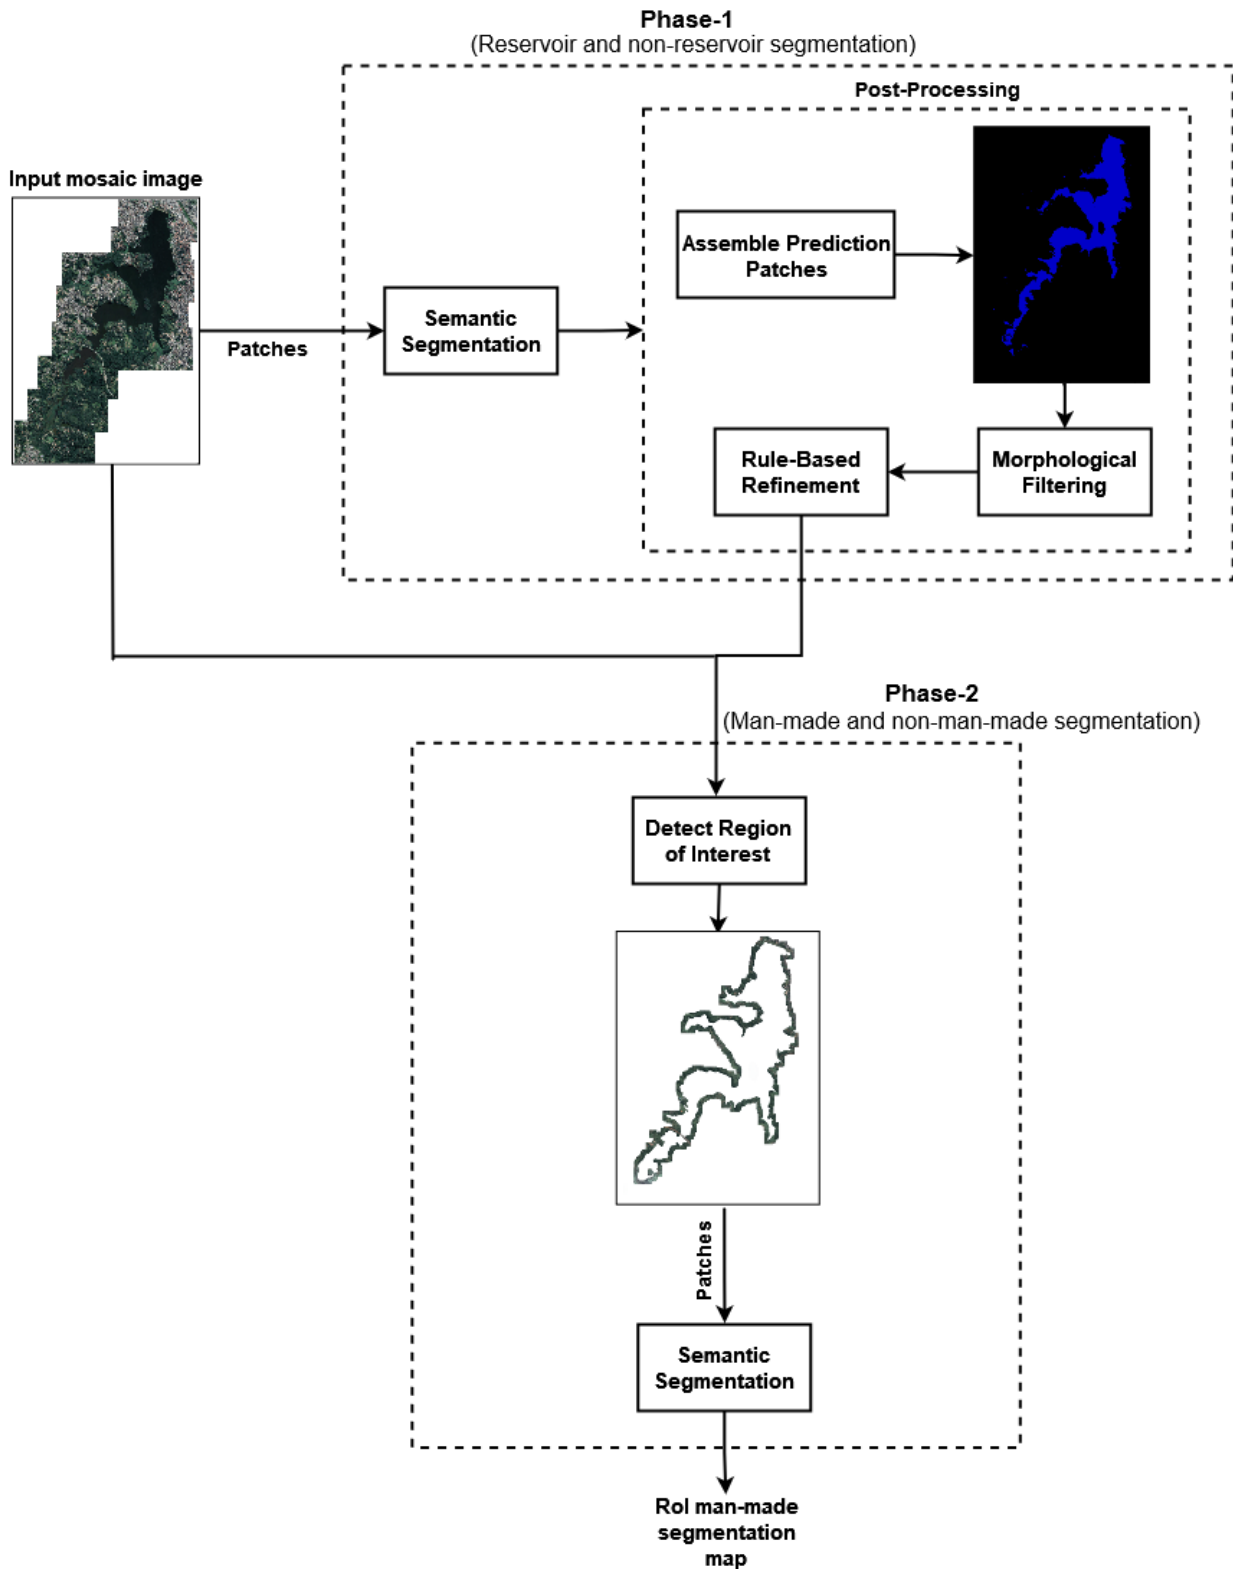 Phase-1
(Reservoir and non-reservoir segmentation)
Post-Processing
Input mosaic image
Assemble Prediction
Patches
Semantic
Segmentation
Patches
Rule-Based
Refinement
Morphological
Filtering
Phase-2
(Man-made and non-man-made segmentation)
Detect Region
of Interest
Patches
Semantic
Segmentation
RoI man-made
segmentation
map